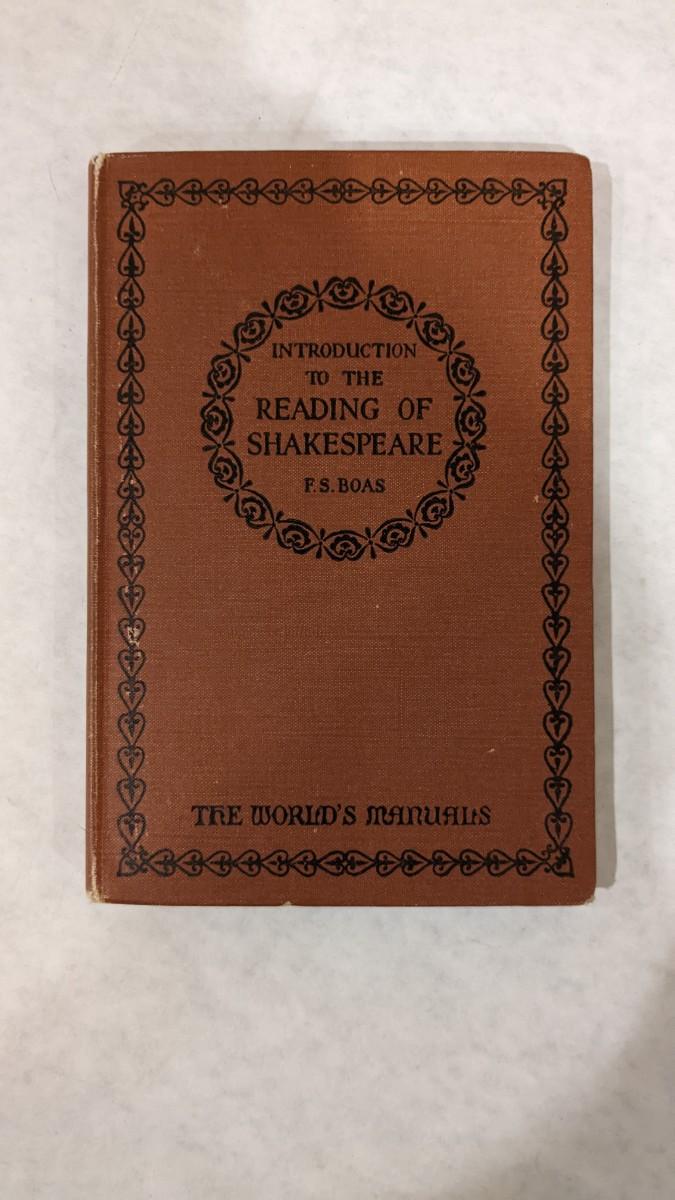 INTRODUCTION
TO THE
READING OF
SHAKESPEARE
F. S. BOAS
THE WORLD'S MANUALS